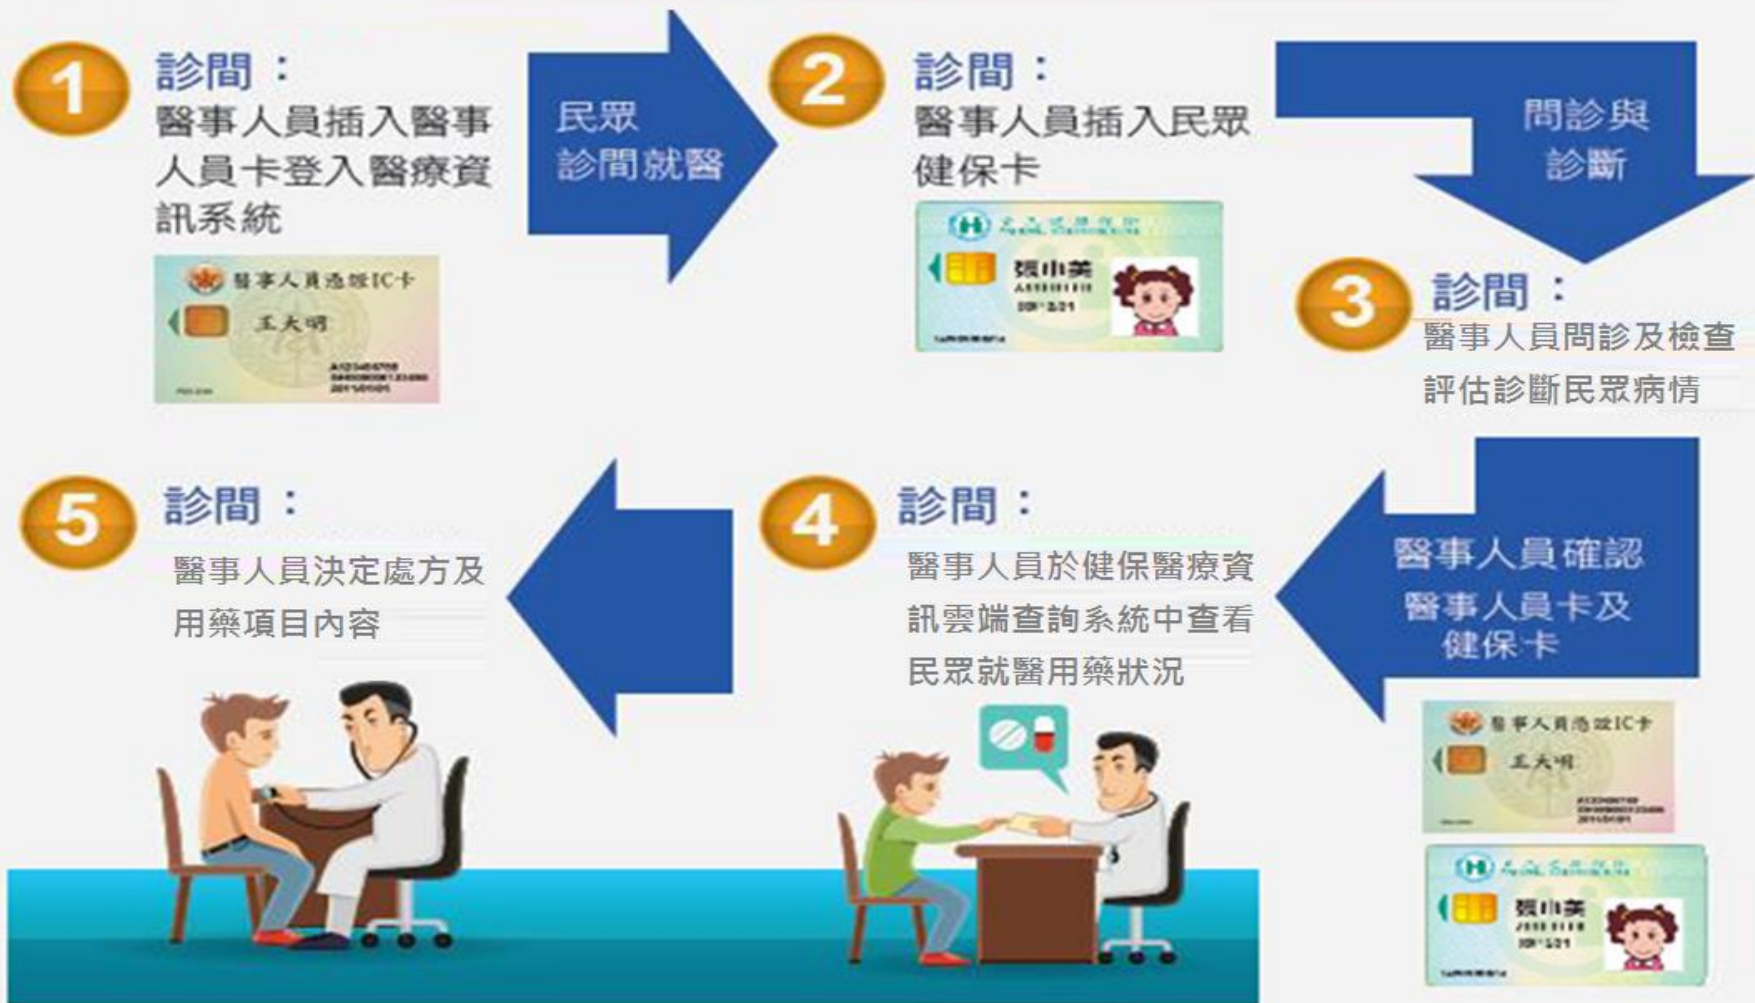 1
診間：
醫事人員插入醫事
人員卡登入醫療資
訊系統
醫事人員憑證IC卡
王大明
民眾
診間就醫
2
診間：
醫事人員插入民眾
健保卡
張小美
問診與
診斷
3
診間：
醫事人員問診及檢查
評估診斷民眾病情
醫事人員確認
醫事人員卡及
健保卡
醫事人員憑證IC卡
王大明
張小美
4
診間：
醫事人員於健保醫療資
訊雲端查詢系統中查看
民眾就醫用藥狀況
5
診間：
醫事人員決定處方及
用藥項目內容